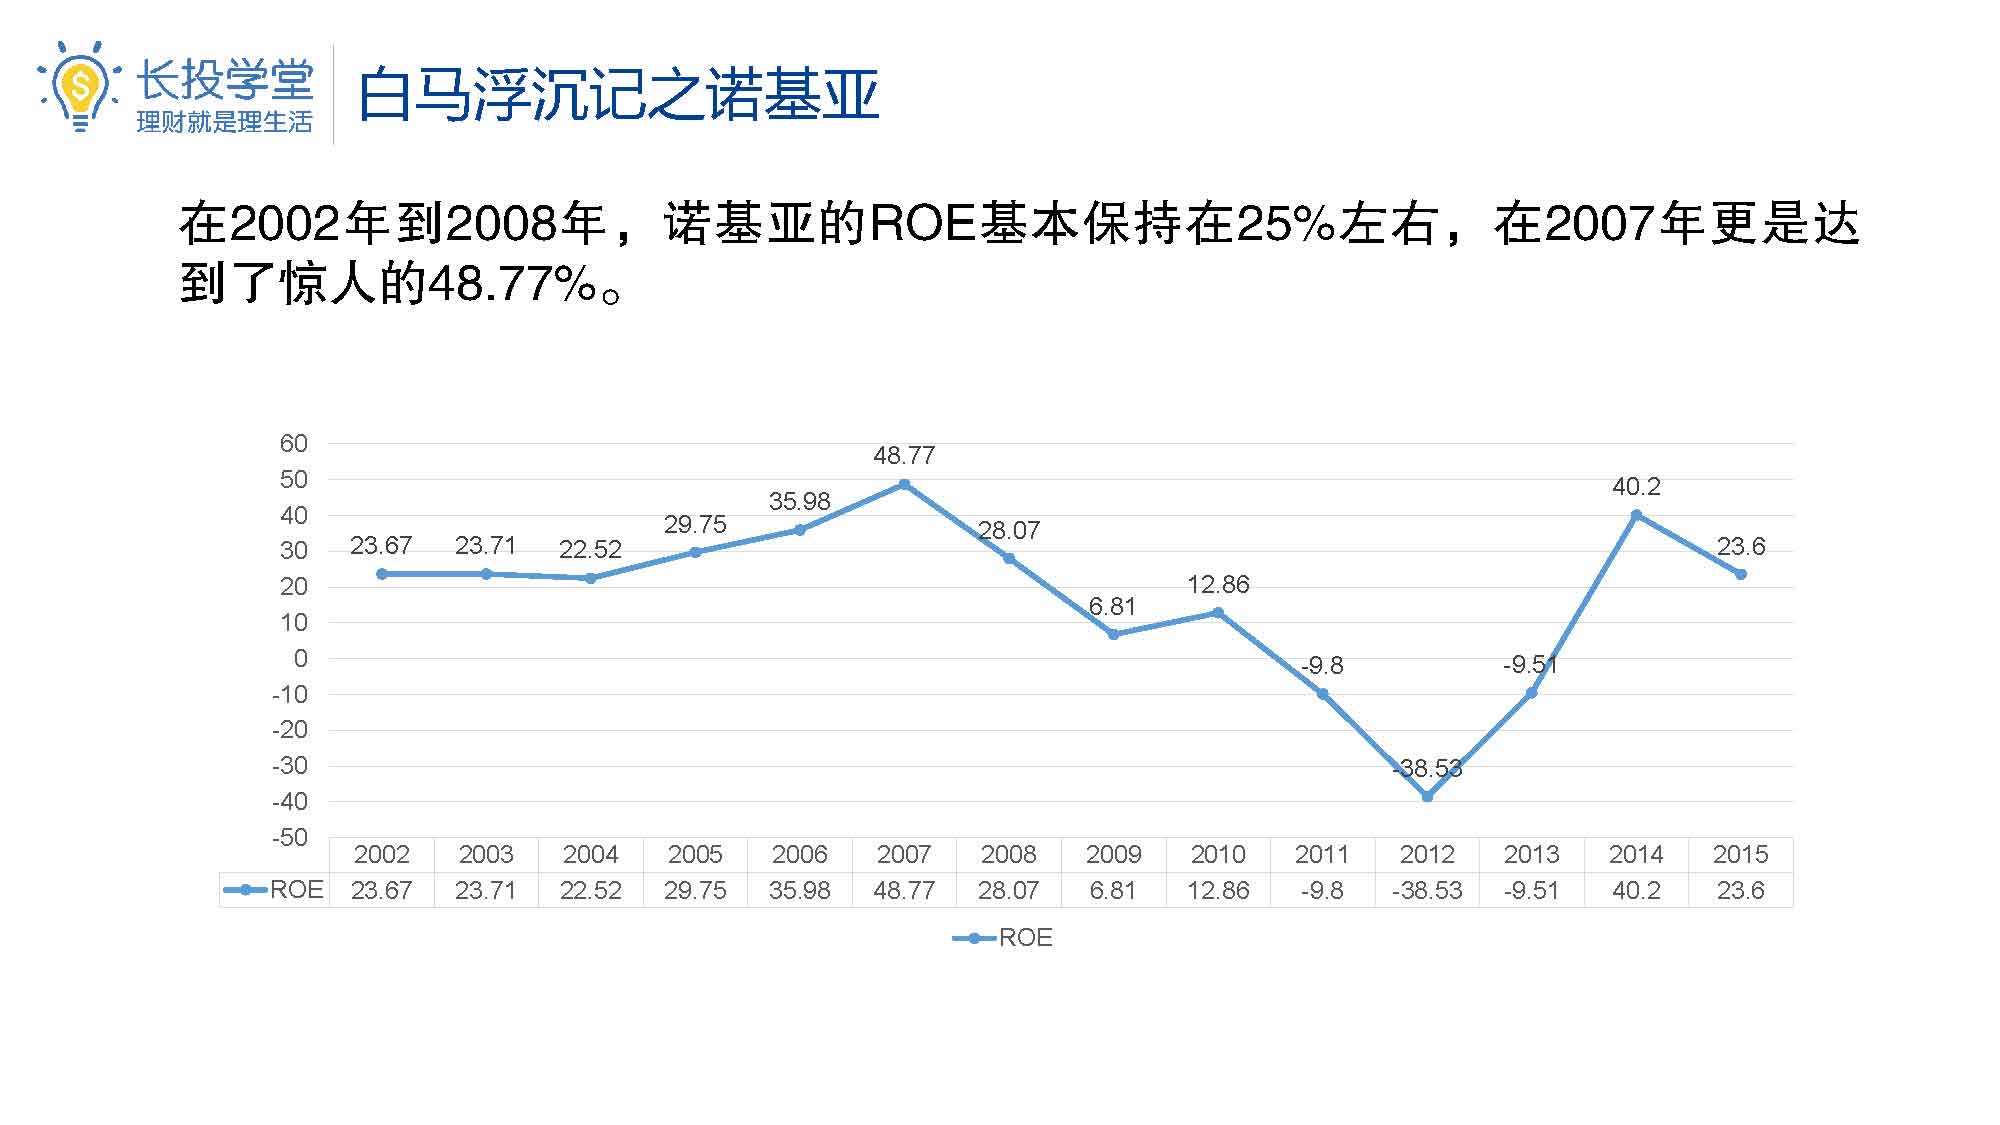 长投学堂
理财就是理生活
白马浮沉记之诺基亚
在2002年到2008年，诺基亚的ROE基本保持在25%左右，在2007年更是达
到了惊人的48.77%。
60
50
40
30
20
10
0
-10
-20
-30
-40
-50
23.67 23.71 22.52 29.75 35.98 48.77 28.07 6.81 12.86 -9.8 -38.53 -9.51 40.2 23.6
2002 2003 2004 2005 2006 2007 2008 2009 2010 2011 2012 2013 2014 2015
ROE 23.67 23.71 22.52 29.75 35.98 48.77 28.07 6.81 12.86 -9.8 -38.53 -9.51 40.2 23.6
ROE